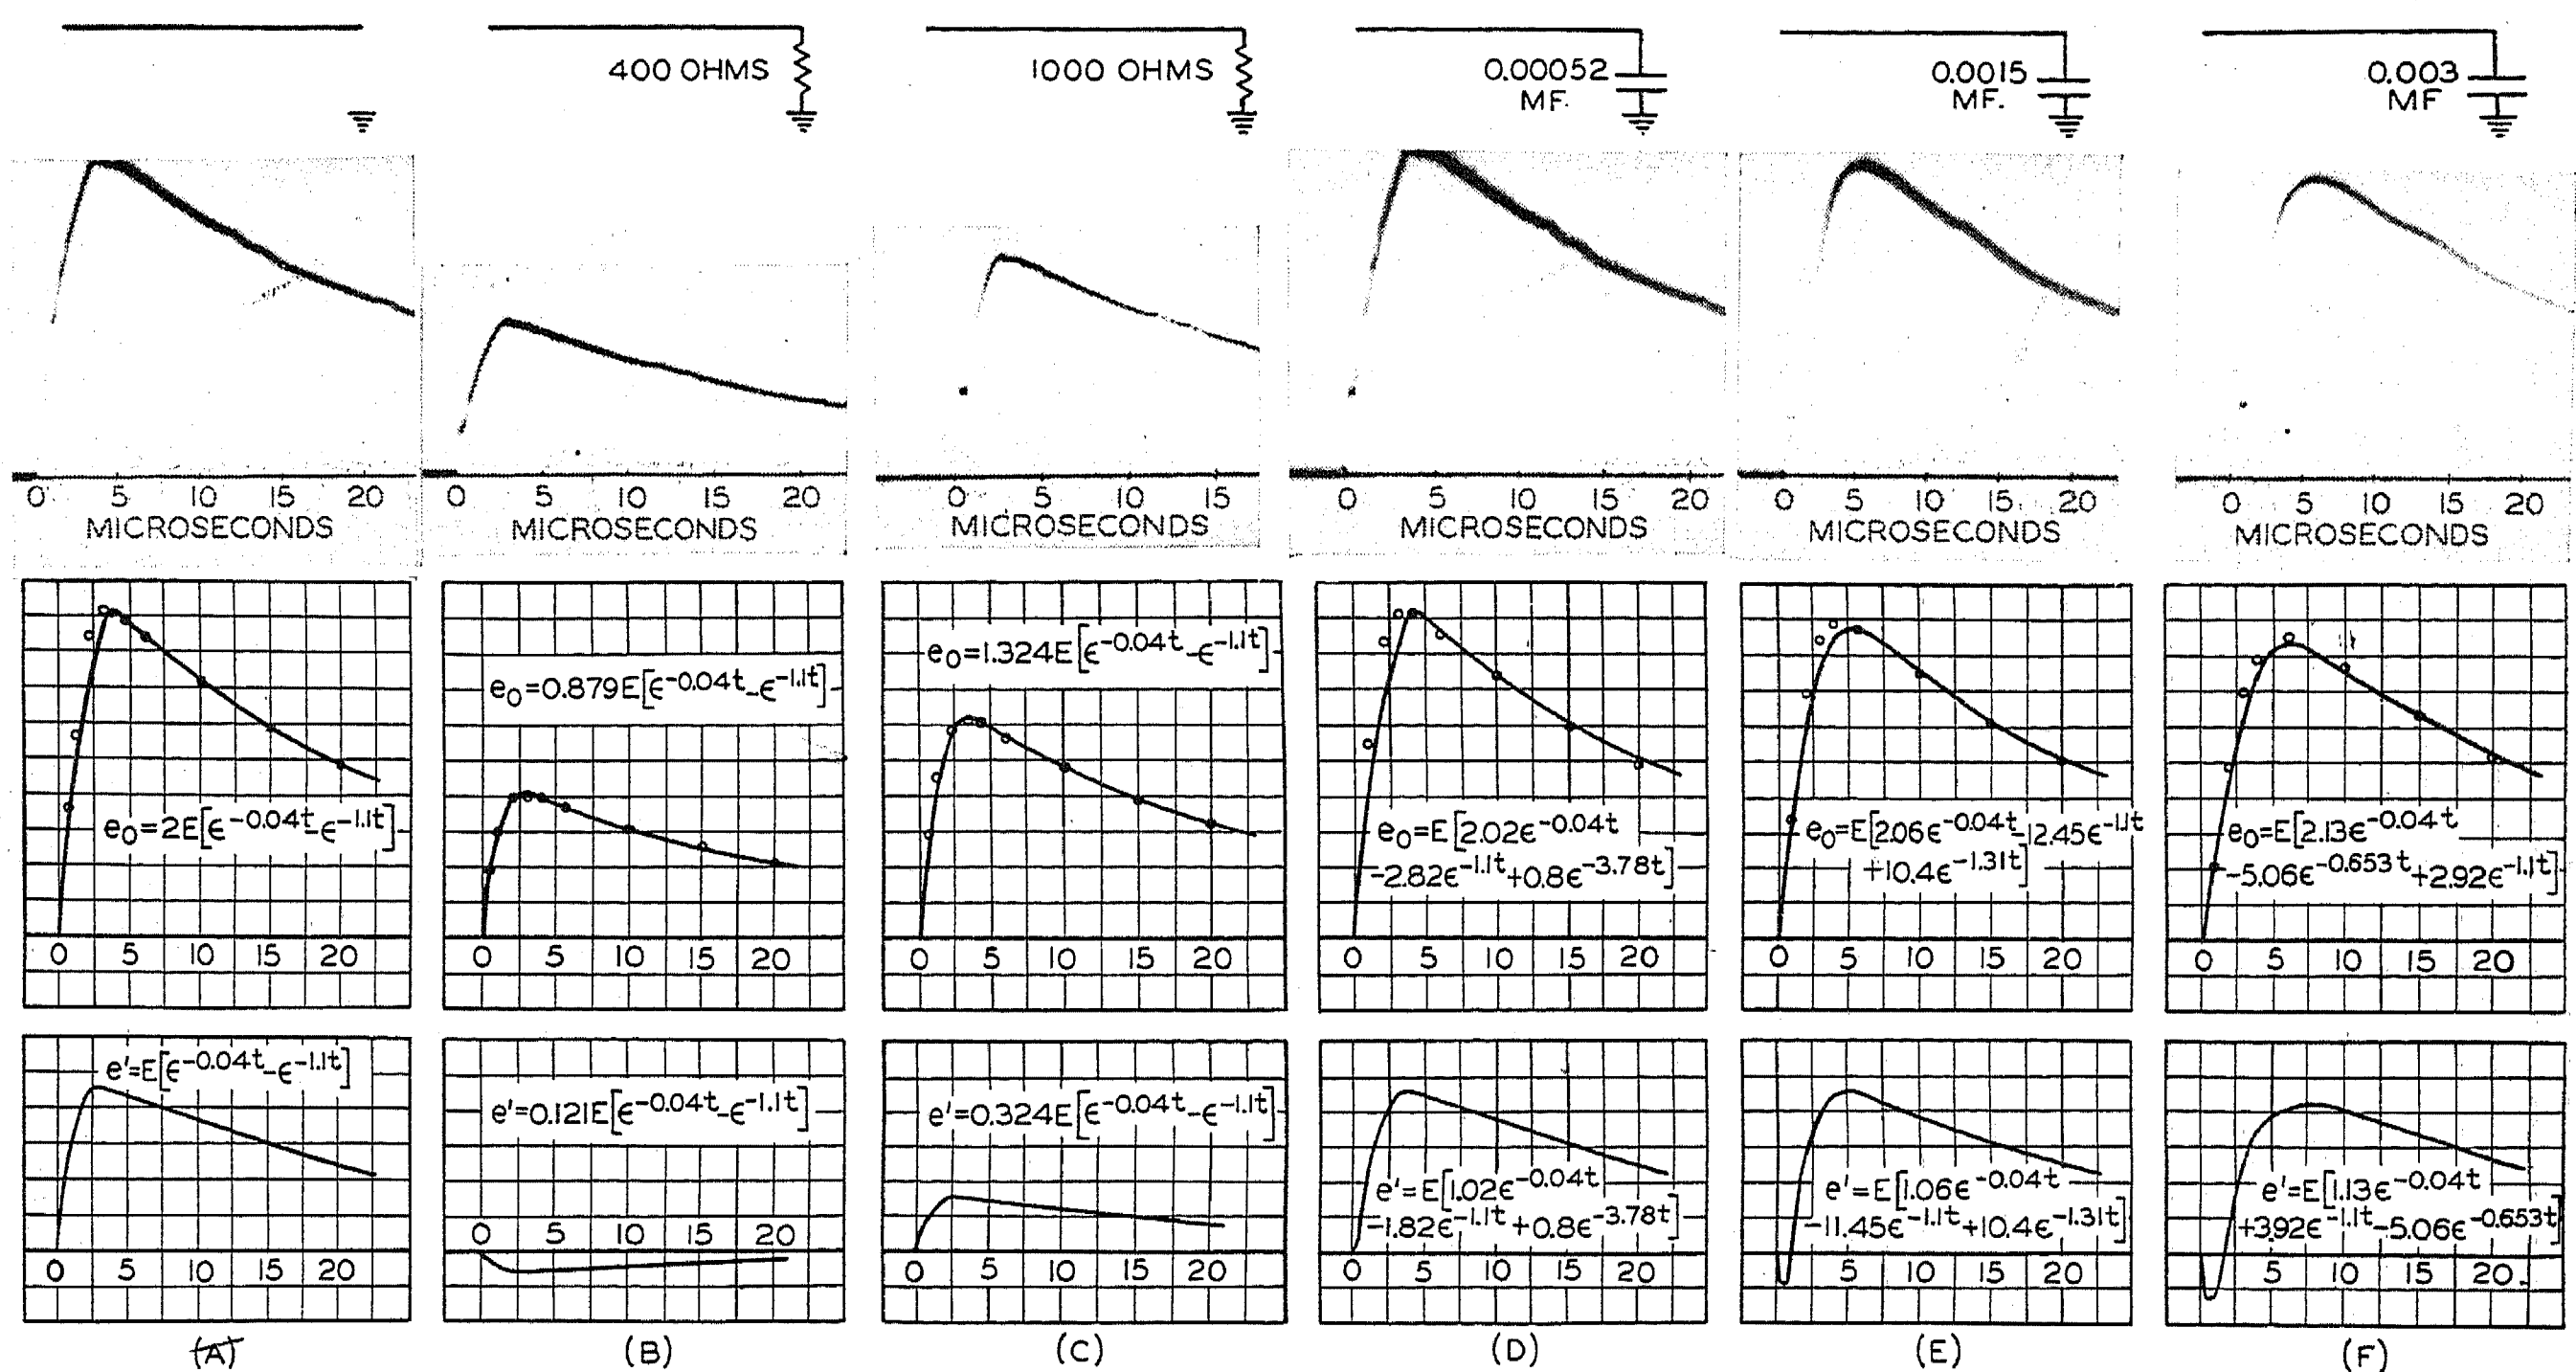 400 OHMS
1000 OHMS
0.00052
MF.
0.0015
MF.
0.003
MF
0 5 10 15 20
MICROSECONDS
0 5 10 15 20
MICROSECONDS
0 5 10 15
MICROSECONDS
0 5 10 15 20
MICROSECONDS
0 5 10 15 20
MICROSECONDS
0 5 10 15 20
MICROSECONDS
e₀=2E[ϵ^-0.04t-ϵ^-1.1t]
0 5 10 15 20
e₀=0.879E[ϵ^-0.04t-ϵ^-1.1t]
0 5 10 15 20
e₀=1.324E[ϵ^-0.04t-ϵ^-1.1t]
0 5 10 15 20
e₀=E[2.02ϵ^-0.04t
-2.82ϵ^-1.1t+0.8ϵ^-3.78t]
0 5 10 15 20
e₀=E[2.06ϵ^-0.04t-12.45ϵ^-1.1t
+10.4ϵ^-1.31t]
0 5 10 15 20
e₀=E[2.13ϵ^-0.04t
-5.06ϵ^-0.653t+2.92ϵ^-1.1t]
0 5 10 15 20
e'=E[ϵ^-0.04t-ϵ^-1.1t]
0 5 10 15 20
e'=0.121E[ϵ^-0.04t-ϵ^-1.1t]
0 5 10 15 20
e'=0.324E[ϵ^-0.04t-ϵ^-1.1t]
0 5 10 15 20
e'=E[1.02ϵ^-0.04t
-1.82ϵ^-1.1t+0.8ϵ^-3.78t]
0 5 10 15 20
e'=E[1.06ϵ^-0.04t
-11.45ϵ^-1.1t+10.4ϵ^-1.31t]
5 10 15 20
e'=E[1.13ϵ^-0.04t
+3.92ϵ^-1.1t-5.06ϵ^-0.653t]
5 10 15 20
(A)
(B)
(C)
(D)
(E)
(F)